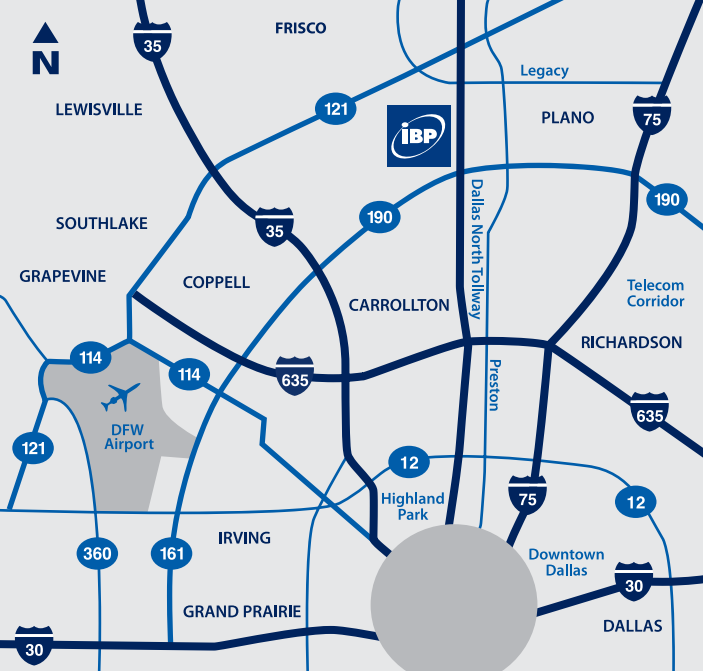 FRISCO
35
N
Legacy
LEWISVILLE
121
PLANO
75
iBP
190
190
SOUTHLAKE
35
Dallas North Tollway
GRAPEVINE
COPPELL
CARROLLTON
Telecom
Corridor
RICHARDSON
114
114
635
Preston
635
DFW
Airport
121
12
75
12
Highland
Park
IRVING
360
161
Downtown
Dallas
30
GRAND PRAIRIE
DALLAS
30